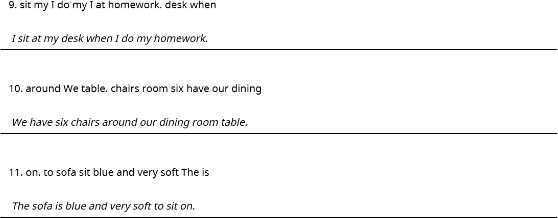 9. sit my I do my I at homework. desk when
I sit at my desk when I do my homework.
10. around We table. chairs room six have our dining
We have six chairs around our dining room table.
11. on. to sofa sit blue and very soft The is
The sofa is blue and very soft to sit on.